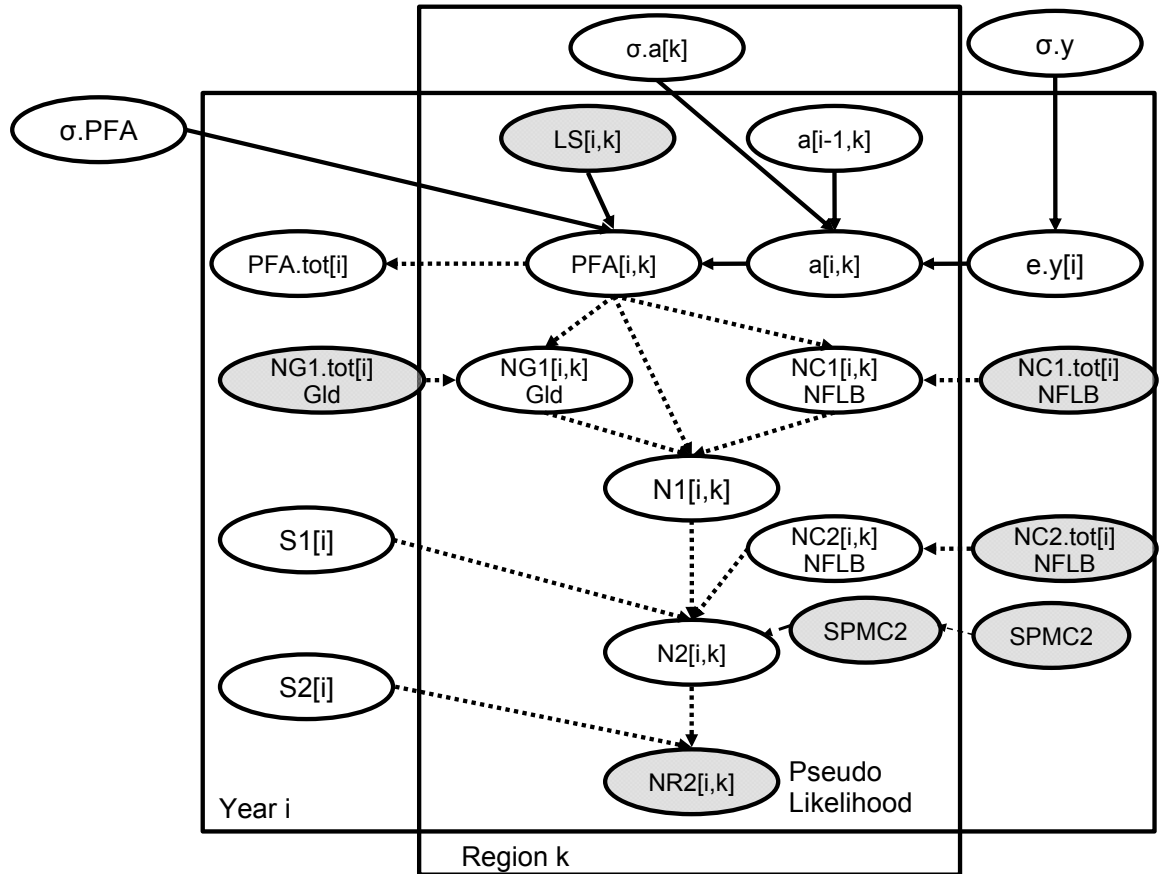 σ.a[k]
σ.y
σ.PFA
LS[i,k]
a[i-1,k]
PFA.tot[i]
PFA[i,k]
a[i,k]
e.y[i]
NG1.tot[i]
Gld
NG1[i,k]
Gld
NC1[i,k]
NFLB
NC1.tot[i]
NFLB
N1[i,k]
S1[i]
NC2[i,k]
NFLB
NC2.tot[i]
NFLB
SPMC2
SPMC2
N2[i,k]
S2[i]
NR2[i,k]
Pseudo
Likelihood
Year i
Region k